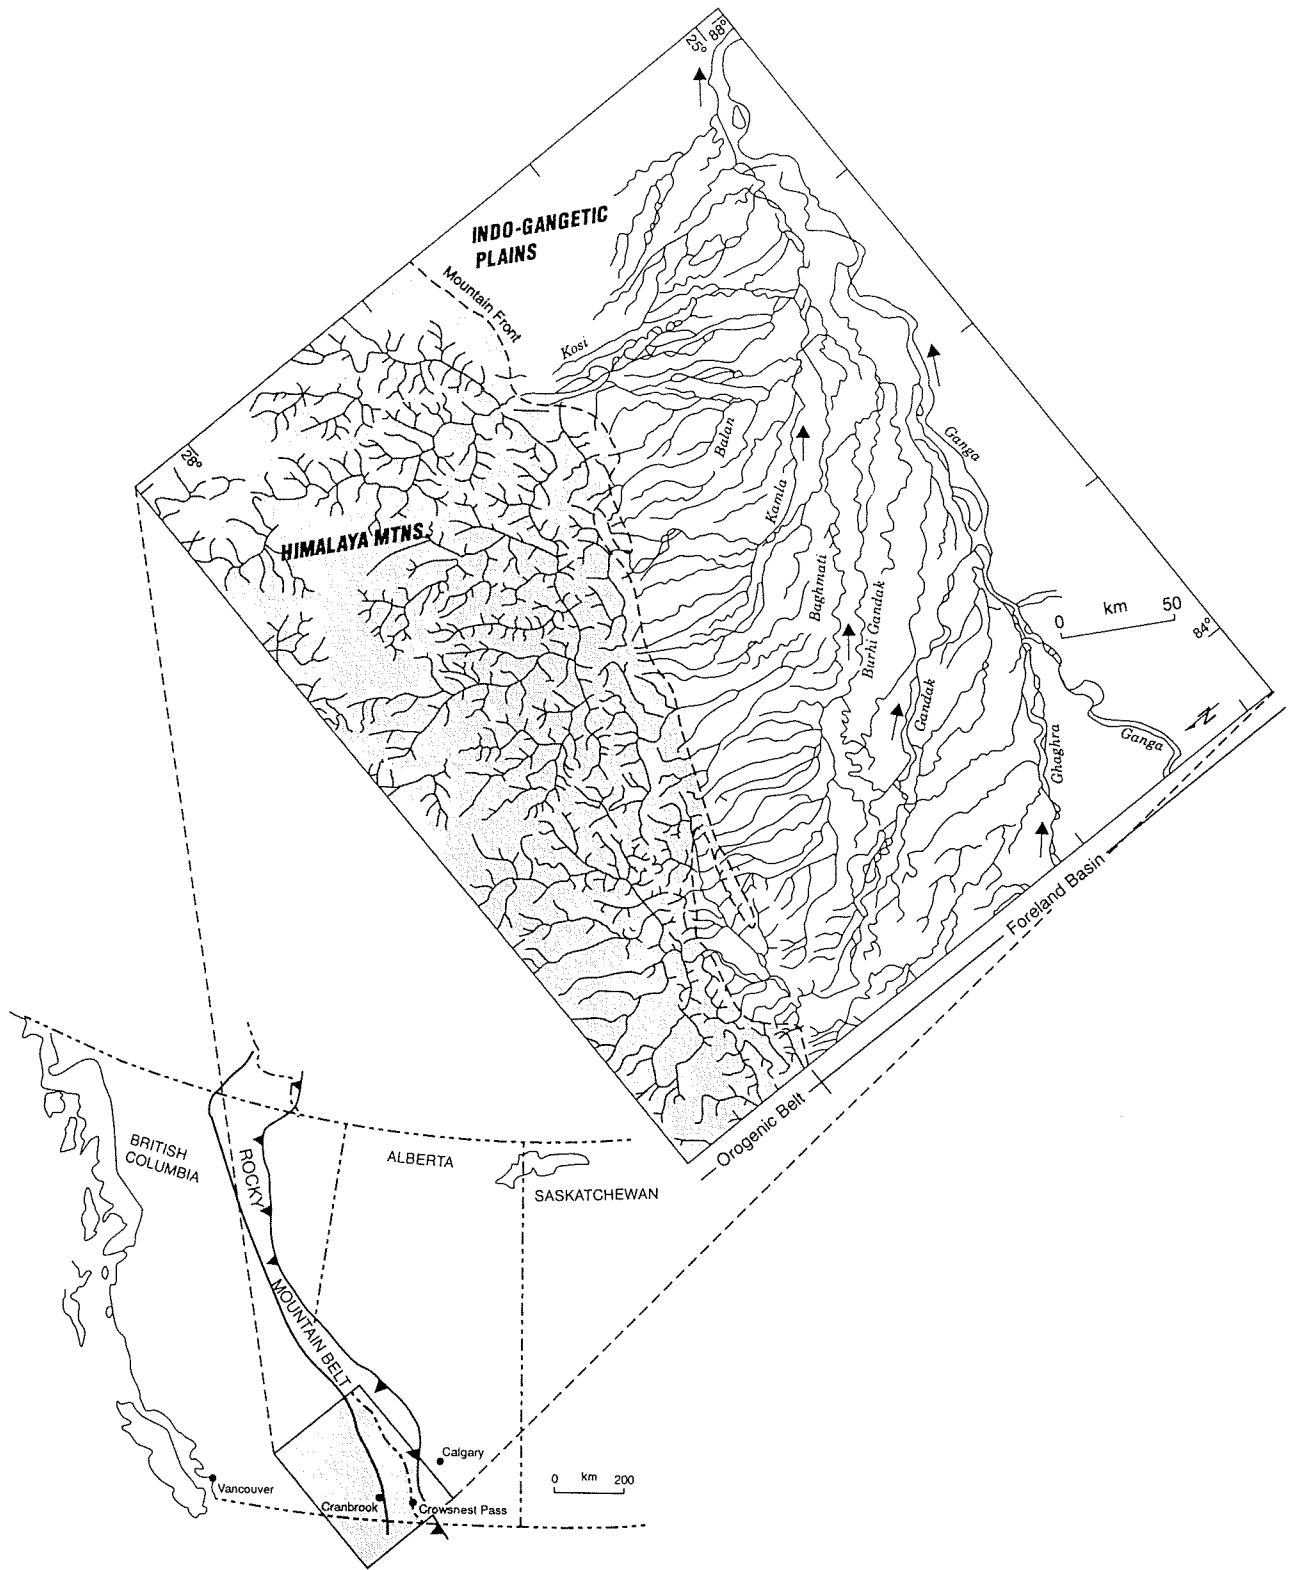 25°
88°
INDO-GANGETIC
PLAINS
Mountain Front
Kosi
28°
Balan
Ganga
Kamla
HIMALAYA MTNS.
Baghmati
Burhi Gandak
km
0 50
84°
Gandak
N
Ganga
Ghaghra
Foreland Basin
Orogenic Belt
BRITISH
COLUMBIA
ROCKY
ALBERTA
SASKATCHEWAN
MOUNTAIN BELT
Calgary
Vancouver
0 km 200
Cranbrook
Crowsnest Pass